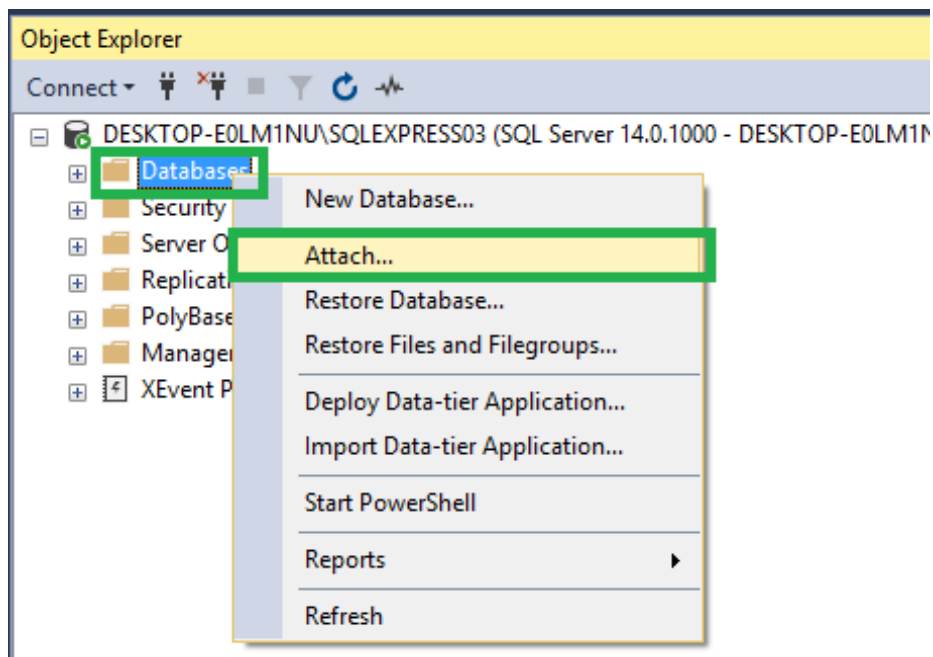 Object Explorer
Connect
DESKTOP-E0LM1NU\SQLEXPRESS03 (SQL Server 14.0.1000 - DESKTOP-E0LM1N
Databases
Security
Server O
Replicati
PolyBase
Manager
XEvent P
New Database...
Attach...
Restore Database...
Restore Files and Filegroups...
Deploy Data-tier Application...
Import Data-tier Application...
Start PowerShell
Reports
Refresh